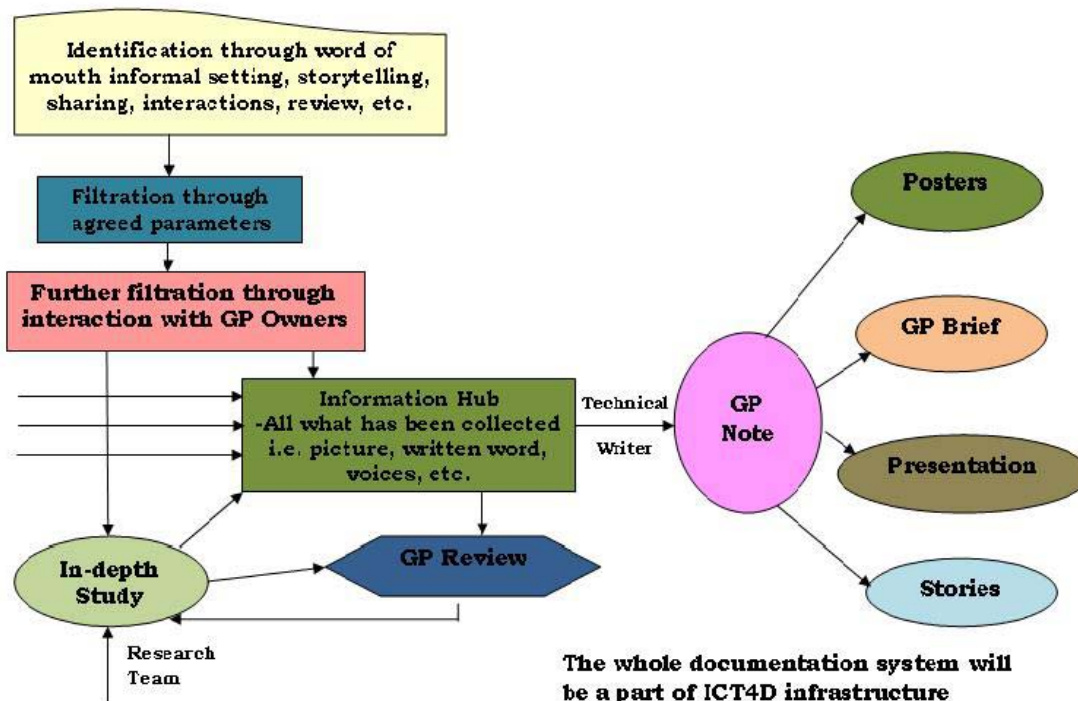 Identification through word of
mouth informal setting, storytelling,
sharing, interactions, review, etc.
Filtration through
agreed parameters
Further filtration through
interaction with GP Owners
Information Hub
-All what has been collected
i.e. picture, written word,
voices, etc.
Technical
Writer
GP
Note
Posters
GP Brief
Presentation
Stories
GP Review
In-depth
Study
Research
Team
The whole documentation system will
be a part of ICT4D infrastructure